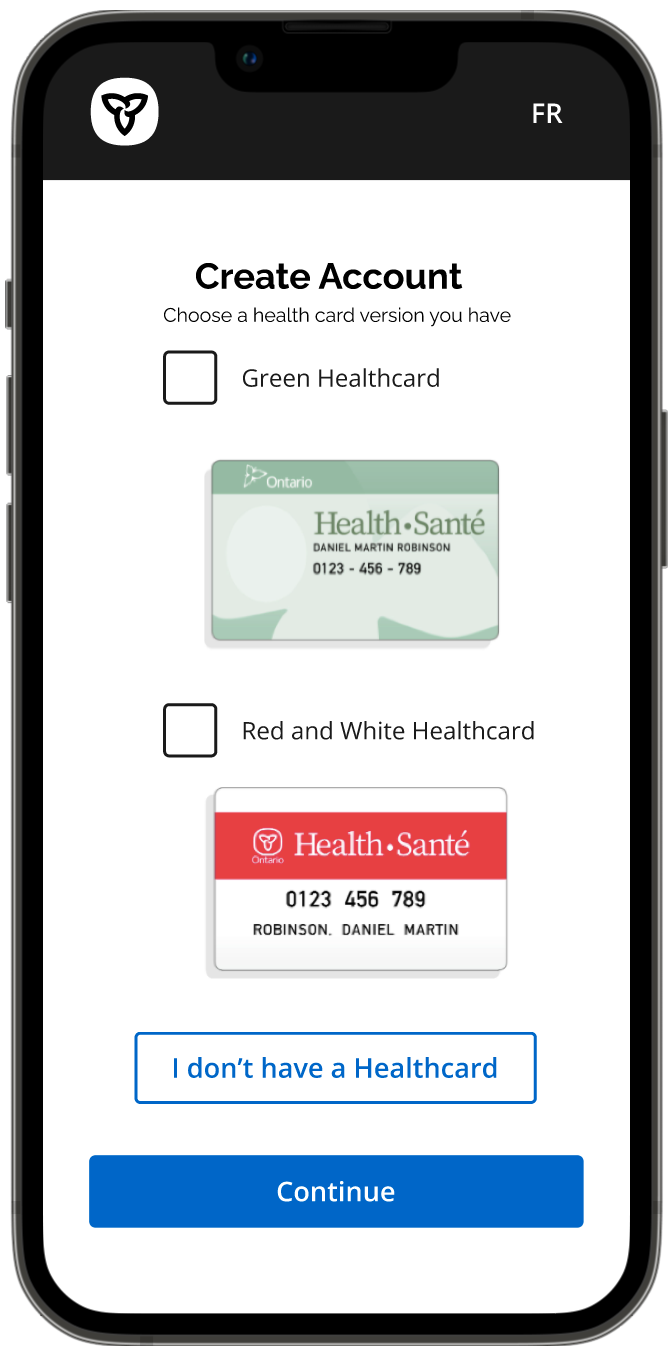 FR
Create Account
Choose a health card version you have
Green Healthcard
Ontario
Health•Santé
DANIEL MARTIN ROBINSON
0123 - 456 - 789
Red and White Healthcard
Ontario
Health•Santé
0123 456 789
ROBINSON. DANIEL MARTIN
I don’t have a Healthcard
Continue